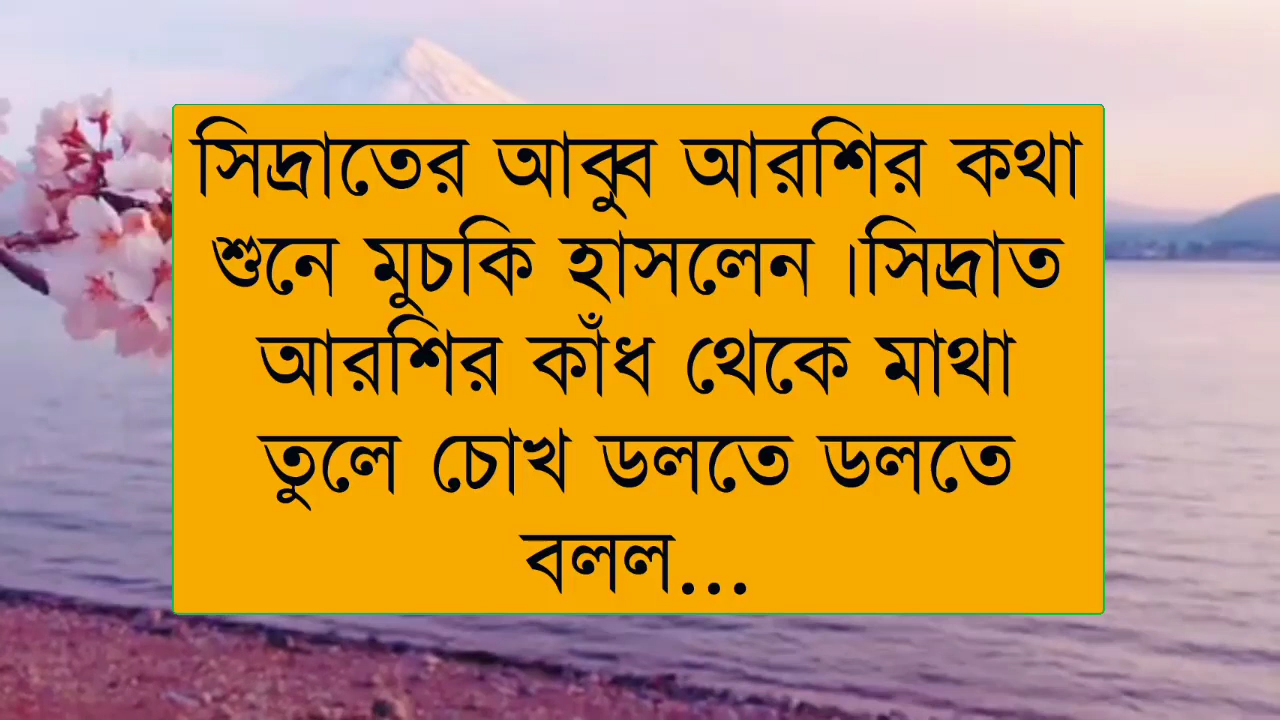 সিদ্রাতের আব্বু আরশির কথা
শুনে মুচকি হাসলেন।সিদ্রাত
আরশির কাঁধ থেকে মাথা
তুলে চোখ ডলতে ডলতে
বলল...